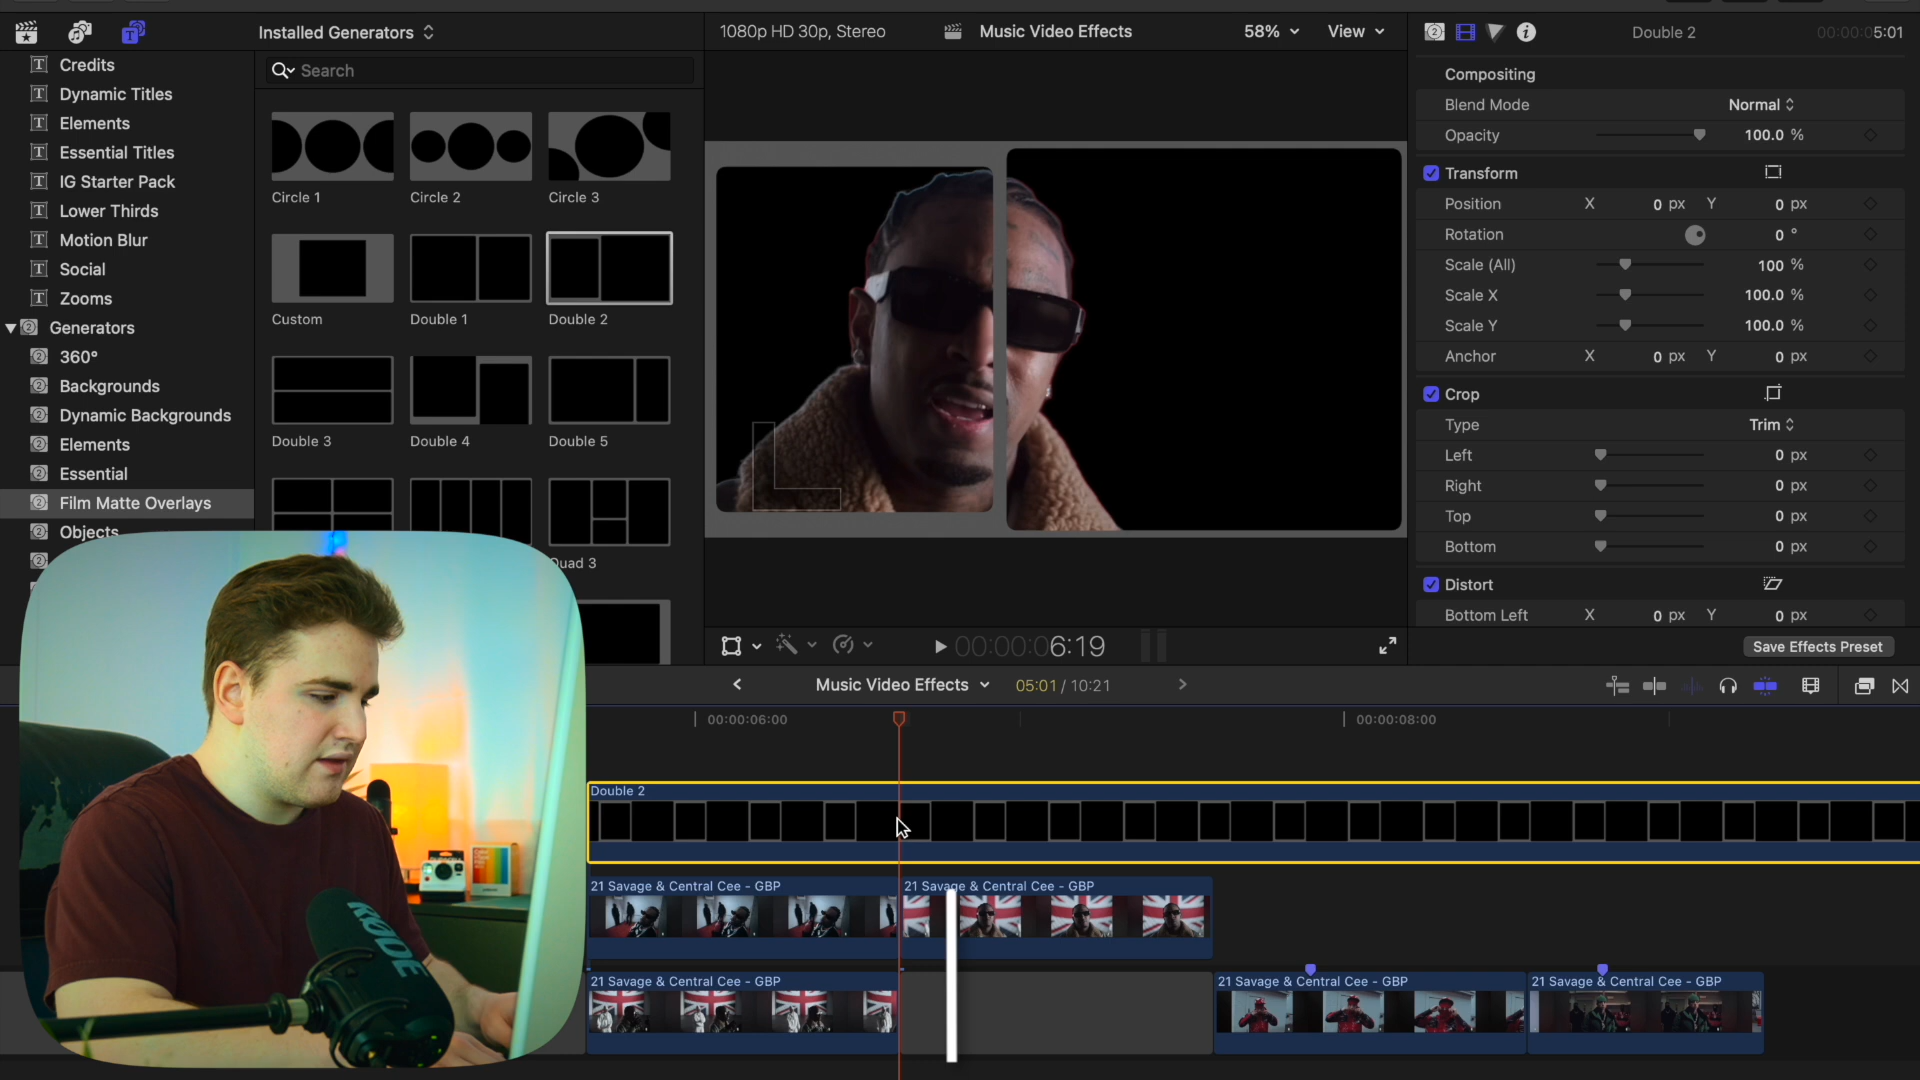 Installed Generators
1080p HD 30p, Stereo
Music Video Effects
58%
View
Double 2
00:00:05:01
Credits
Dynamic Titles
Elements
Essential Titles
IG Starter Pack
Lower Thirds
Motion Blur
Social
Zooms
Generators
360°
Backgrounds
Dynamic Backgrounds
Elements
Essential
Film Matte Overlays
Objects
Search
Circle 1
Circle 2
Circle 3
Custom
Double 1
Double 2
Double 3
Double 4
Double 5
Quad 3
Compositing
Blend Mode Normal
Opacity 100.0 %
Transform
Position X 0 px Y 0 px
Rotation 0 °
Scale (All) 100 %
Scale X 100.0 %
Scale Y 100.0 %
Anchor X 0 px Y 0 px
Crop
Type Trim
Left 0 px
Right 0 px
Top 0 px
Bottom 0 px
Distort
Bottom Left X 0 px Y 0 px
Save Effects Preset
00:00:06:19
Music Video Effects
05:01 / 10:21
00:00:06:00
00:00:08:00
Double 2
21 Savage & Central Cee - GBP
21 Savage & Central Cee - GBP
21 Savage & Central Cee - GBP
21 Savage & Central Cee - GBP
21 Savage & Central Cee - GBP
RØDE